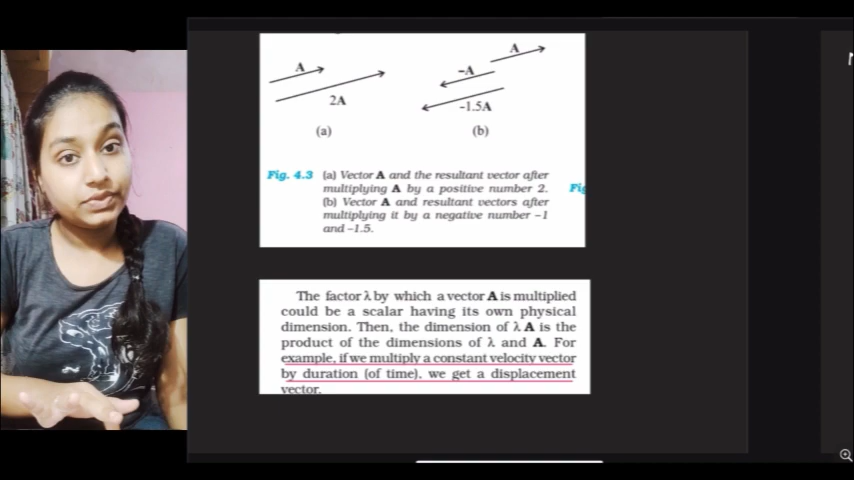 A
A
-A
2A
-1.5A
(a)
(b)
Fig. 4.3 (a) Vector A and the resultant vector after
multiplying A by a positive number 2.
(b) Vector A and resultant vectors after
multiplying it by a negative number -1
and -1.5.
Fig
The factor λ by which a vector A is multiplied
could be a scalar having its own physical
dimension. Then, the dimension of λ A is the
product of the dimensions of λ and A. For
example, if we multiply a constant velocity vector
by duration (of time), we get a displacement
vector.